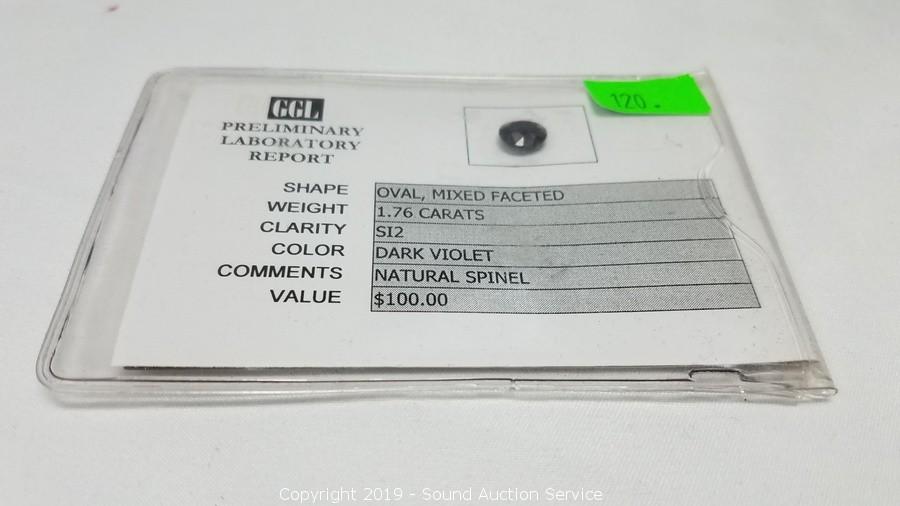 GGL
PRELIMINARY
LABORATORY
REPORT
120.
SHAPE OVAL, MIXED FACETED
WEIGHT 1.76 CARATS
CLARITY SI2
COLOR DARK VIOLET
COMMENTS NATURAL SPINEL
VALUE $100.00
Copyright 2019 - Sound Auction Service